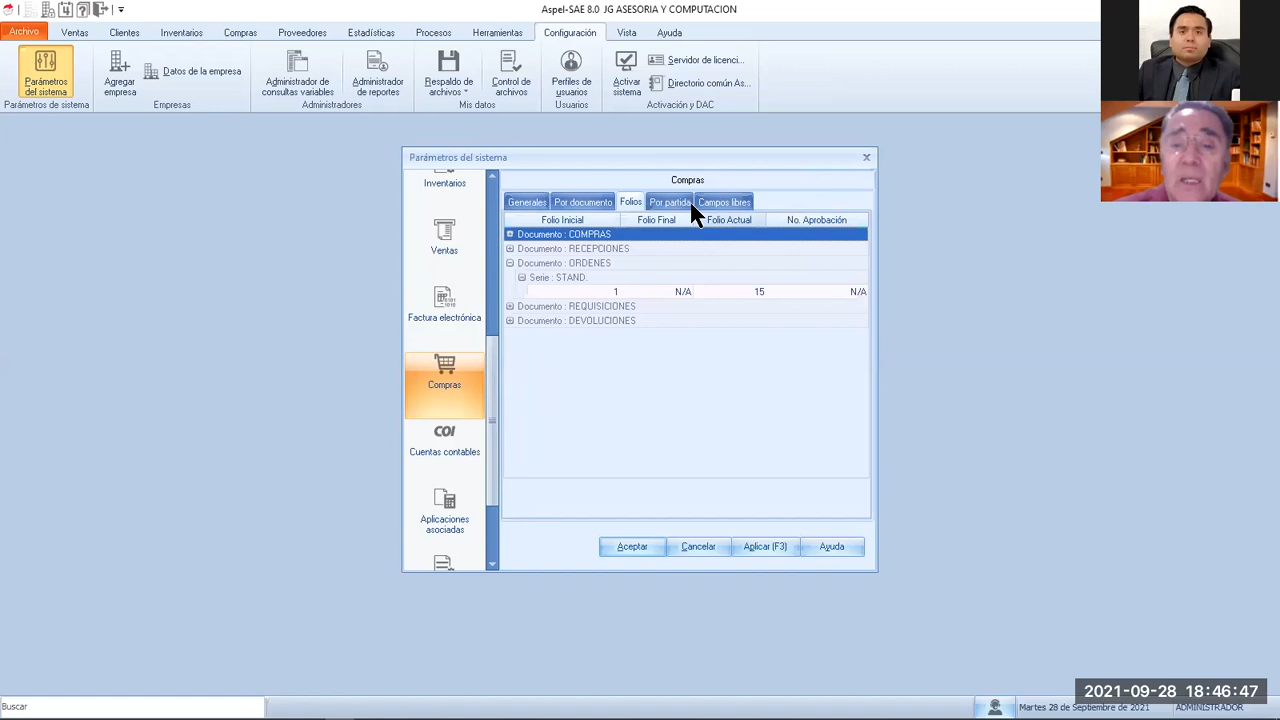 Aspel-SAE 8.0 JG ASESORIA Y COMPUTACION
Archivo Ventas Clientes Inventarios Compras Proveedores Estadísticas Procesos Herramientas Configuración Vista Ayuda
Parámetros del sistema
Agregar empresa
Datos de la empresa
Administrador de consultas variables
Administrador de reportes
Respaldo de archivos
Control de archivos
Perfiles de usuarios
Activar sistema
Servidor de licenci...
Directorio común As...
Parámetros de sistema
Empresas
Administradores
Mis datos
Usuarios
Activación y DAC
Parámetros del sistema
Inventarios
Ventas
Factura electrónica
Compras
COI
Cuentas contables
Aplicaciones asociadas
Compras
Generales Por documento Folios Por partida Campos libres
Folio Inicial Folio Final Folio Actual No. Aprobación
Documento : COMPRAS
Documento : RECEPCIONES
Documento : ORDENES
Serie : STAND.
1 N/A 15 N/A
Documento : REQUISICIONES
Documento : DEVOLUCIONES
Aceptar Cancelar Aplicar (F3) Ayuda
2021-09-28 18:46:47
Buscar
Martes 28 de Septiembre de 2021
ADMINISTRADOR